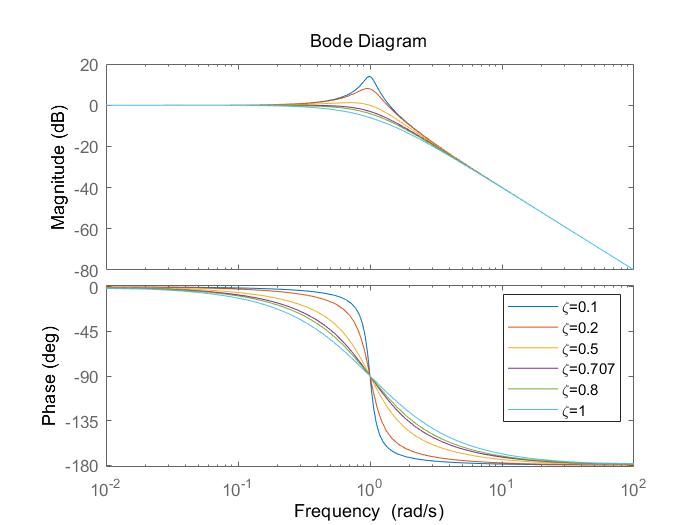 Bode Diagram
20
0
-20
-40
-60
-80
Magnitude (dB)
0
-45
-90
-135
-180
Phase (deg)
ζ=0.1
ζ=0.2
ζ=0.5
ζ=0.707
ζ=0.8
ζ=1
10^-2
10^-1
10^0
10^1
10^2
Frequency (rad/s)